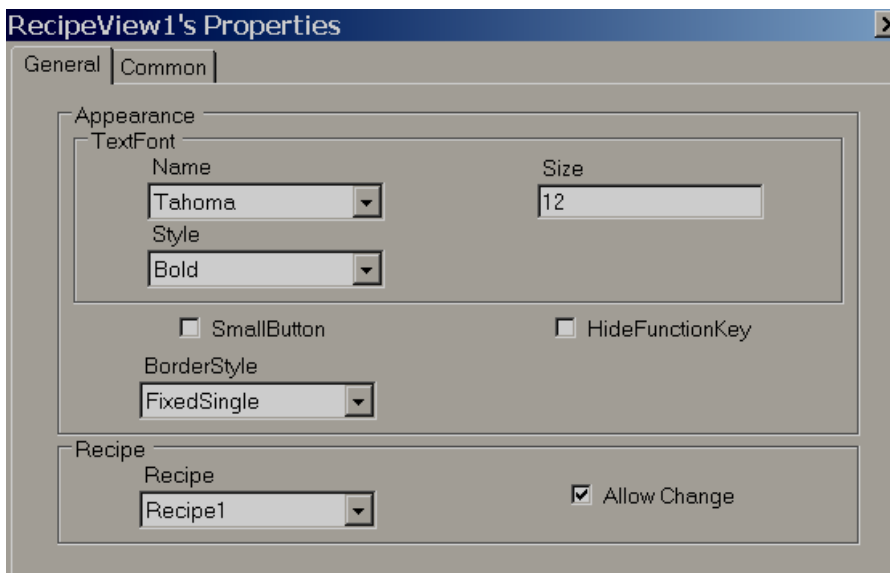 RecipeView1's Properties
General Common
Appearance
TextFont
Name Size
Tahoma 12
Style
Bold
SmallButton HideFunctionKey
BorderStyle
FixedSingle
Recipe
Recipe
Recipe1 Allow Change